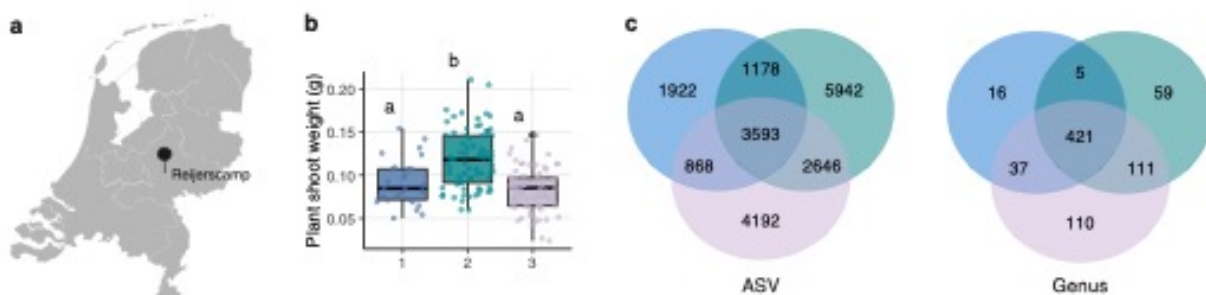 a
Reijerscamp
b
Plant shoot weight (g)
0.20
0.15
0.10
0.05
a
b
a
1
2
3
c
1922
1178
5942
3593
868
2646
4192
ASV
16
5
59
421
37
111
110
Genus